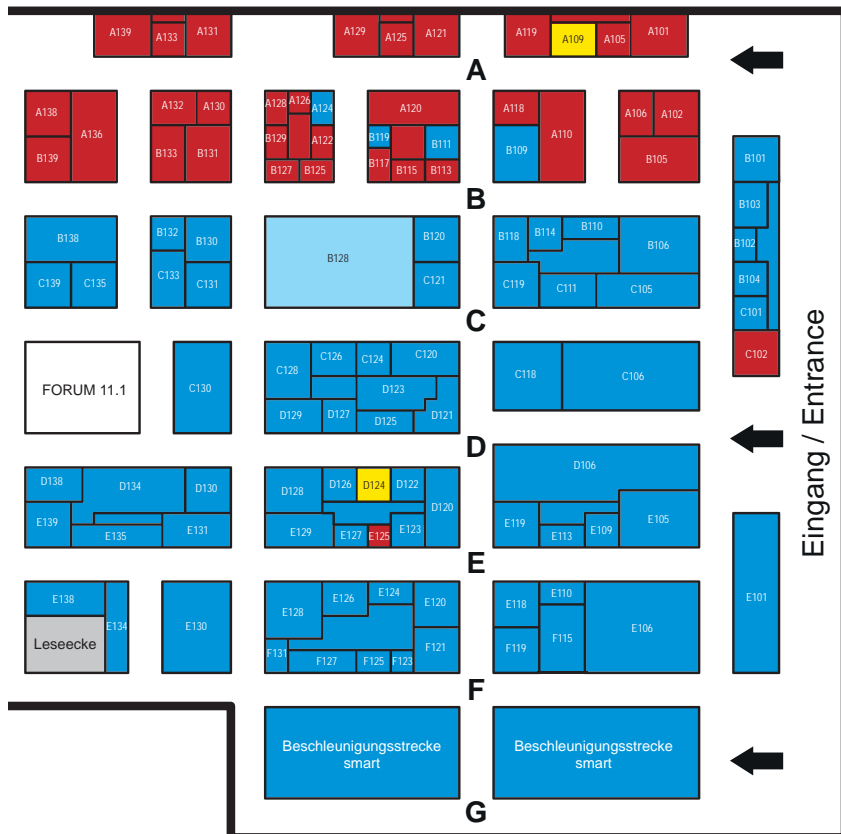 A139
A133
A131
A129
A125
A121
A119
A109
A105
A101
A
A138
A136
B139
A132
A130
B133
B131
A128
A126
A124
B129
A122
B127
B125
A120
B119
B111
B117
B115
B113
A118
A110
B109
A106
A102
B105
B101
B103
B102
B104
C101
C102
B
B138
C139
C135
B132
B130
C133
C131
B128
B120
C121
B118
B114
B110
B106
C119
C111
C105
C
FORUM 11.1
C130
C128
C126
C124
C120
D123
D129
D127
D125
D121
C118
C106
D
D138
D134
D130
E139
E135
E131
D128
D126
D124
D122
D120
E129
E127
E125
E123
D106
E119
E113
E109
E105
E
Eingang / Entrance
E101
E138
E134
Leseecke
E130
E128
E126
E124
E120
F131
F127
F125
F123
F121
E118
E110
E106
F119
F115
F
Beschleunigungsstrecke
smart
Beschleunigungsstrecke
smart
G